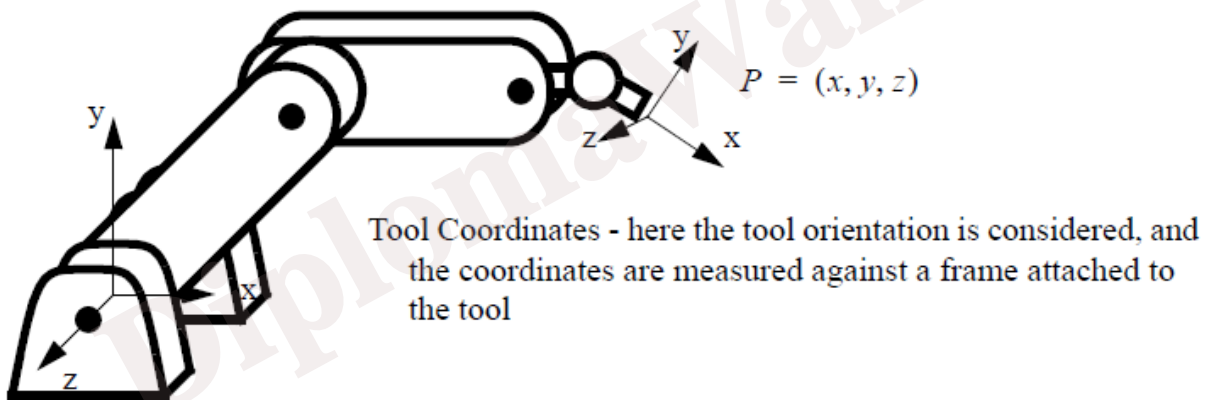 y
P = (x, y, z)
y
z
x
Tool Coordinates - here the tool orientation is considered, and
the coordinates are measured against a frame attached to
the tool
x
z